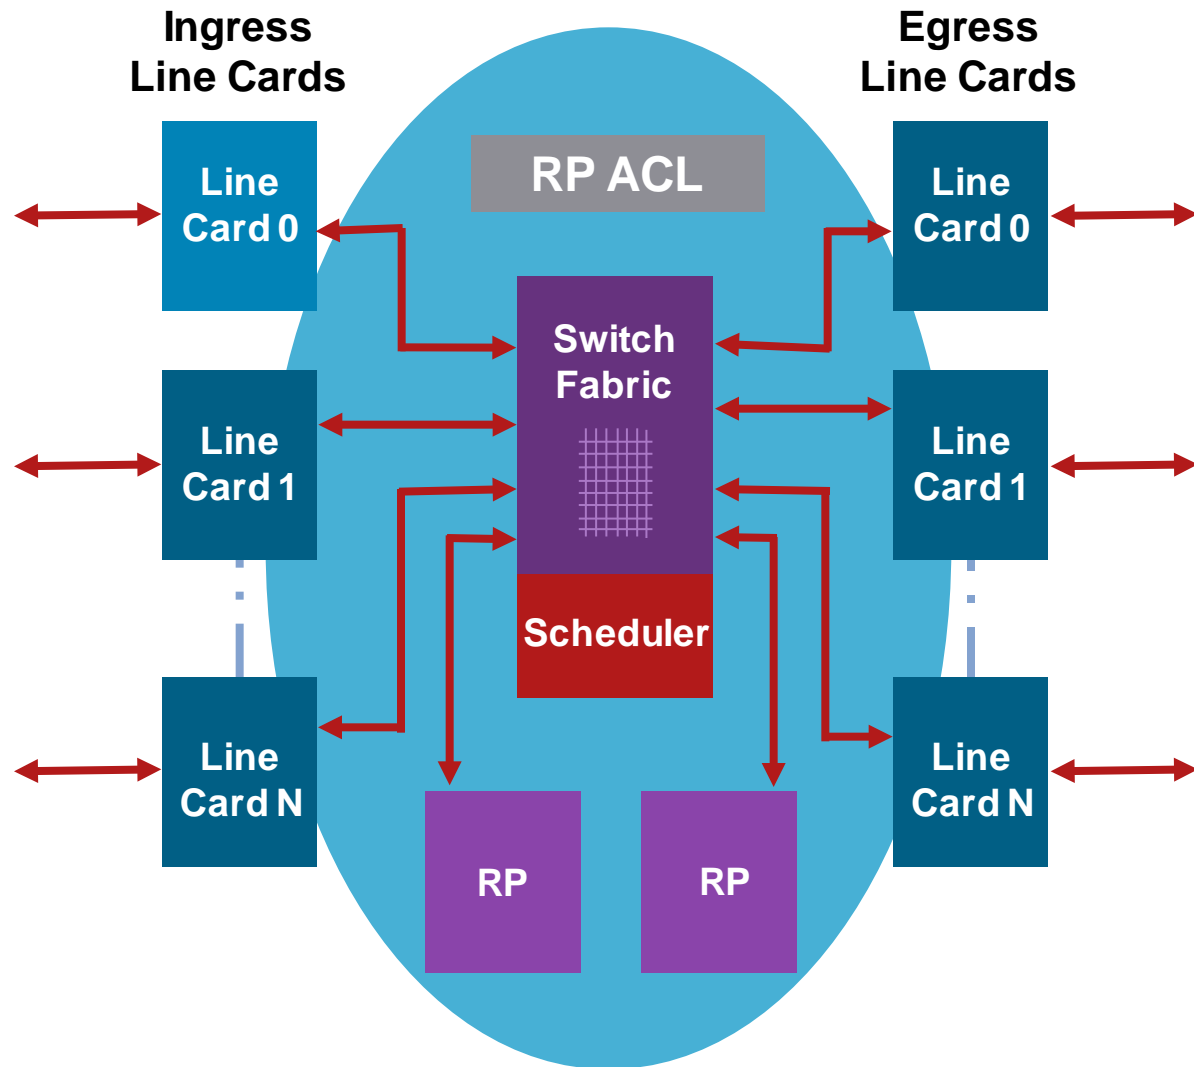 Ingress
Line Cards
Egress
Line Cards
RP ACL
Line
Card 0
Line
Card 0
Switch
Fabric
Line
Card 1
Line
Card 1
Scheduler
Line
Card N
Line
Card N
RP
RP